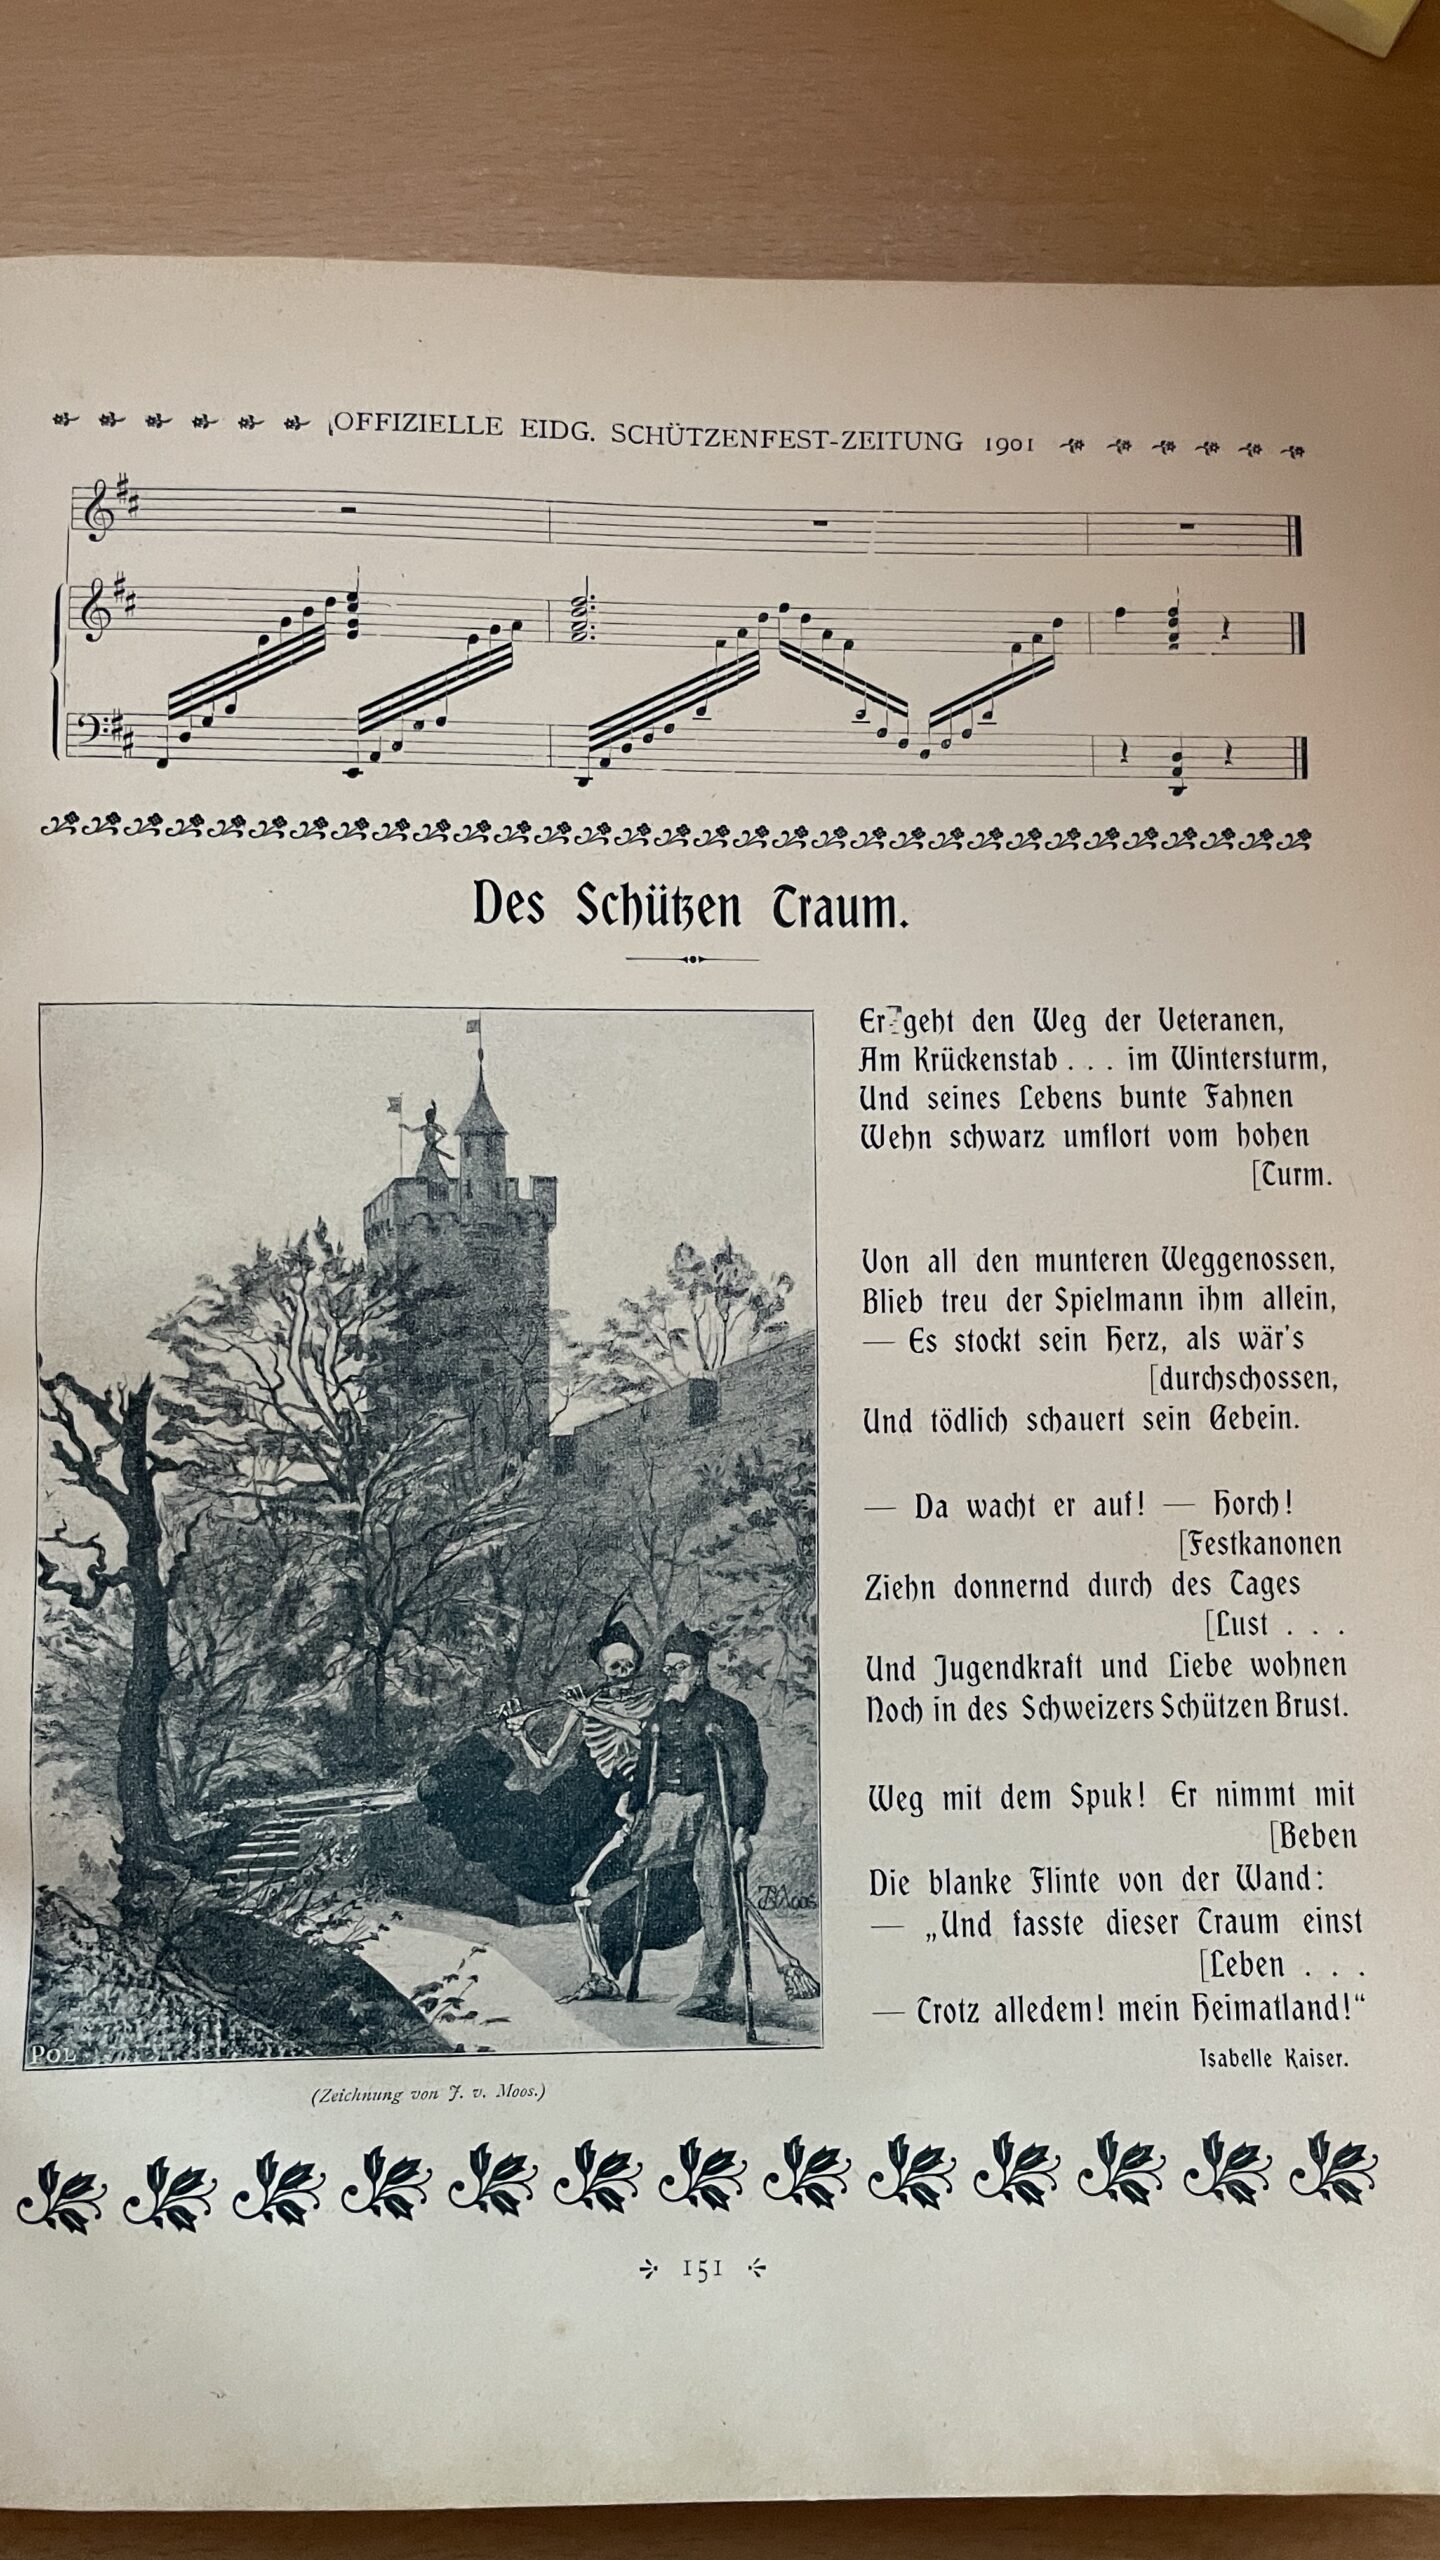 OFFIZIELLE EIDG. SCHÜTZENFEST-ZEITUNG 1901
Des Schützen Traum.
Er geht den Weg der Veteranen,
Am Krückenstab . . . im Wintersturm,
Und seines Lebens bunte Fahnen
Wehn schwarz umflort vom hohen
[Turm.
Von all den munteren Weggenossen,
Blieb treu der Spielmann ihm allein,
— Es stockt sein Herz, als wär's
[durchschossen,
Und tödlich schauert sein Gebein.
— Da wacht er auf! — Horch!
[Festkanonen
Ziehn donnernd durch des Tages
[Lust . . .
Und Jugendkraft und Liebe wohnen
Noch in des Schweizers Schützen Brust.
Weg mit dem Spuk! Er nimmt mit
[Beben
Die blanke Flinte von der Wand:
— „Und fasste dieser Traum einst
[Leben . . .
— Trotz alledem! mein Heimatland!“
Isabelle Kaiser.
JvMoos
POL
(Zeichnung von J. v. Moos.)
151